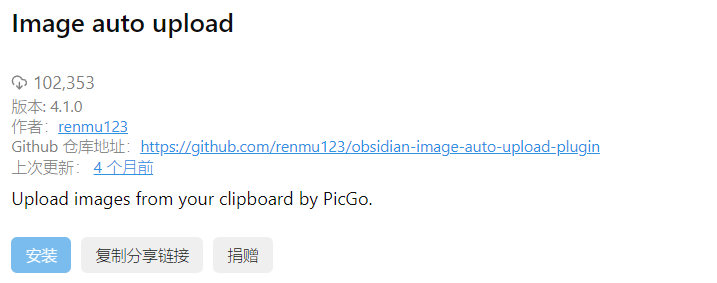 Image auto upload
102,353
版本: 4.1.0
作者：renmu123
Github 仓库地址：https://github.com/renmu123/obsidian-image-auto-upload-plugin
上次更新： 4 个月前
Upload images from your clipboard by PicGo.
安装 复制分享链接 捐赠